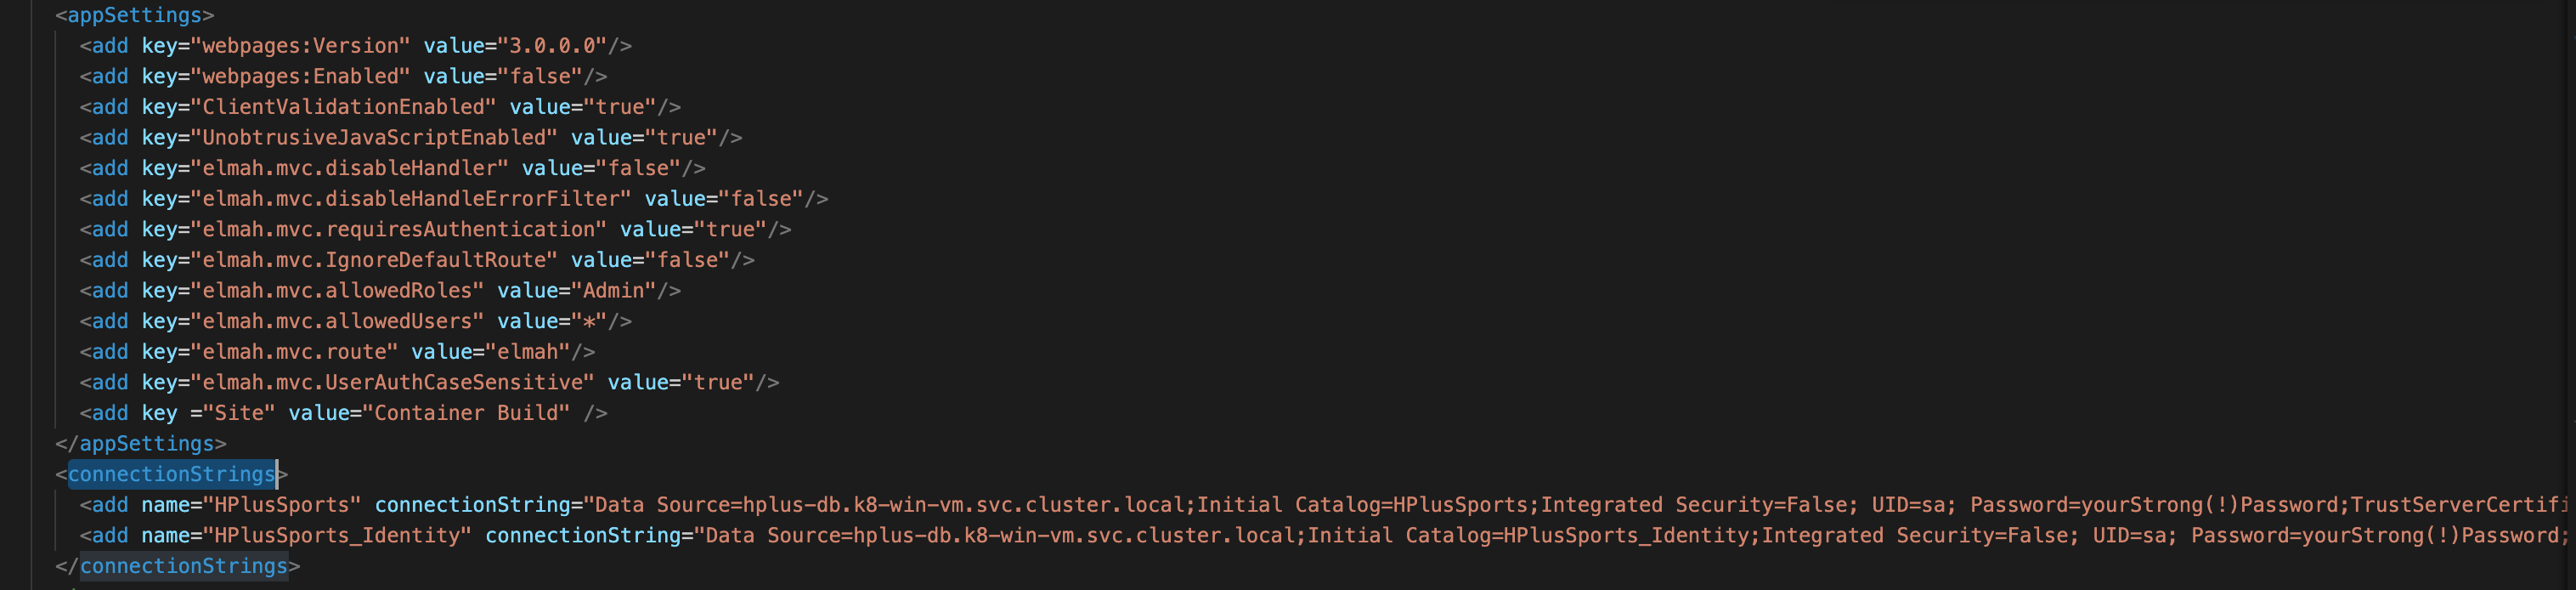 <appSettings>
<add key="webpages:Version" value="3.0.0.0"/>
<add key="webpages:Enabled" value="false"/>
<add key="ClientValidationEnabled" value="true"/>
<add key="UnobtrusiveJavaScriptEnabled" value="true"/>
<add key="elmah.mvc.disableHandler" value="false"/>
<add key="elmah.mvc.disableHandleErrorFilter" value="false"/>
<add key="elmah.mvc.requiresAuthentication" value="true"/>
<add key="elmah.mvc.IgnoreDefaultRoute" value="false"/>
<add key="elmah.mvc.allowedRoles" value="Admin"/>
<add key="elmah.mvc.allowedUsers" value="*"/>
<add key="elmah.mvc.route" value="elmah"/>
<add key="elmah.mvc.UserAuthCaseSensitive" value="true"/>
<add key ="Site" value="Container Build" />
</appSettings>
<connectionStrings>
<add name="HPlusSports" connectionString="Data Source=hplus-db.k8-win-vm.svc.cluster.local;Initial Catalog=HPlusSports;Integrated Security=False; UID=sa; Password=yourStrong(!)Password;TrustServerCertifi
<add name="HPlusSports_Identity" connectionString="Data Source=hplus-db.k8-win-vm.svc.cluster.local;Initial Catalog=HPlusSports_Identity;Integrated Security=False; UID=sa; Password=yourStrong(!)Password;
</connectionStrings>